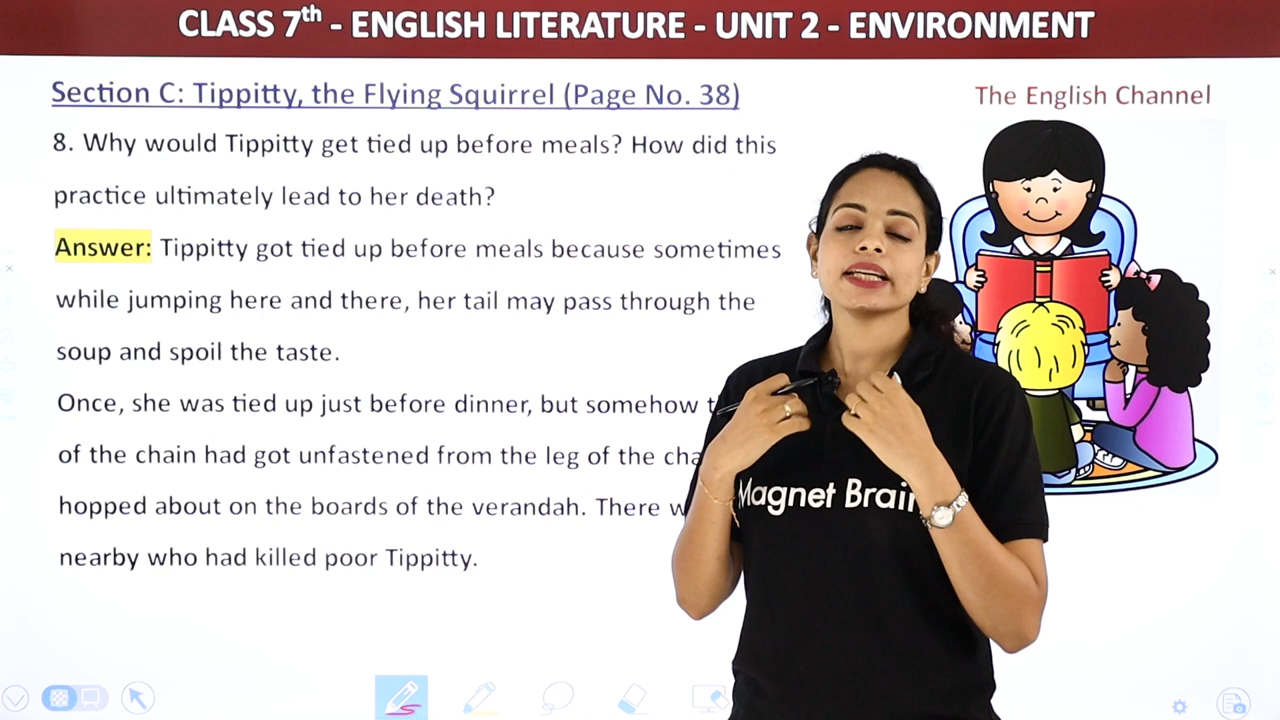 CLASS 7th - ENGLISH LITERATURE - UNIT 2 - ENVIRONMENT
Section C: Tippitty, the Flying Squirrel (Page No. 38)
The English Channel
8. Why would Tippitty get tied up before meals? How did this
practice ultimately lead to her death?
Answer: Tippitty got tied up before meals because sometimes
while jumping here and there, her tail may pass through the
soup and spoil the taste.
Once, she was tied up just before dinner, but somehow
of the chain had got unfastened from the leg of the
hopped about on the boards of the verandah. There
nearby who had killed poor Tippitty.
Magnet Brain